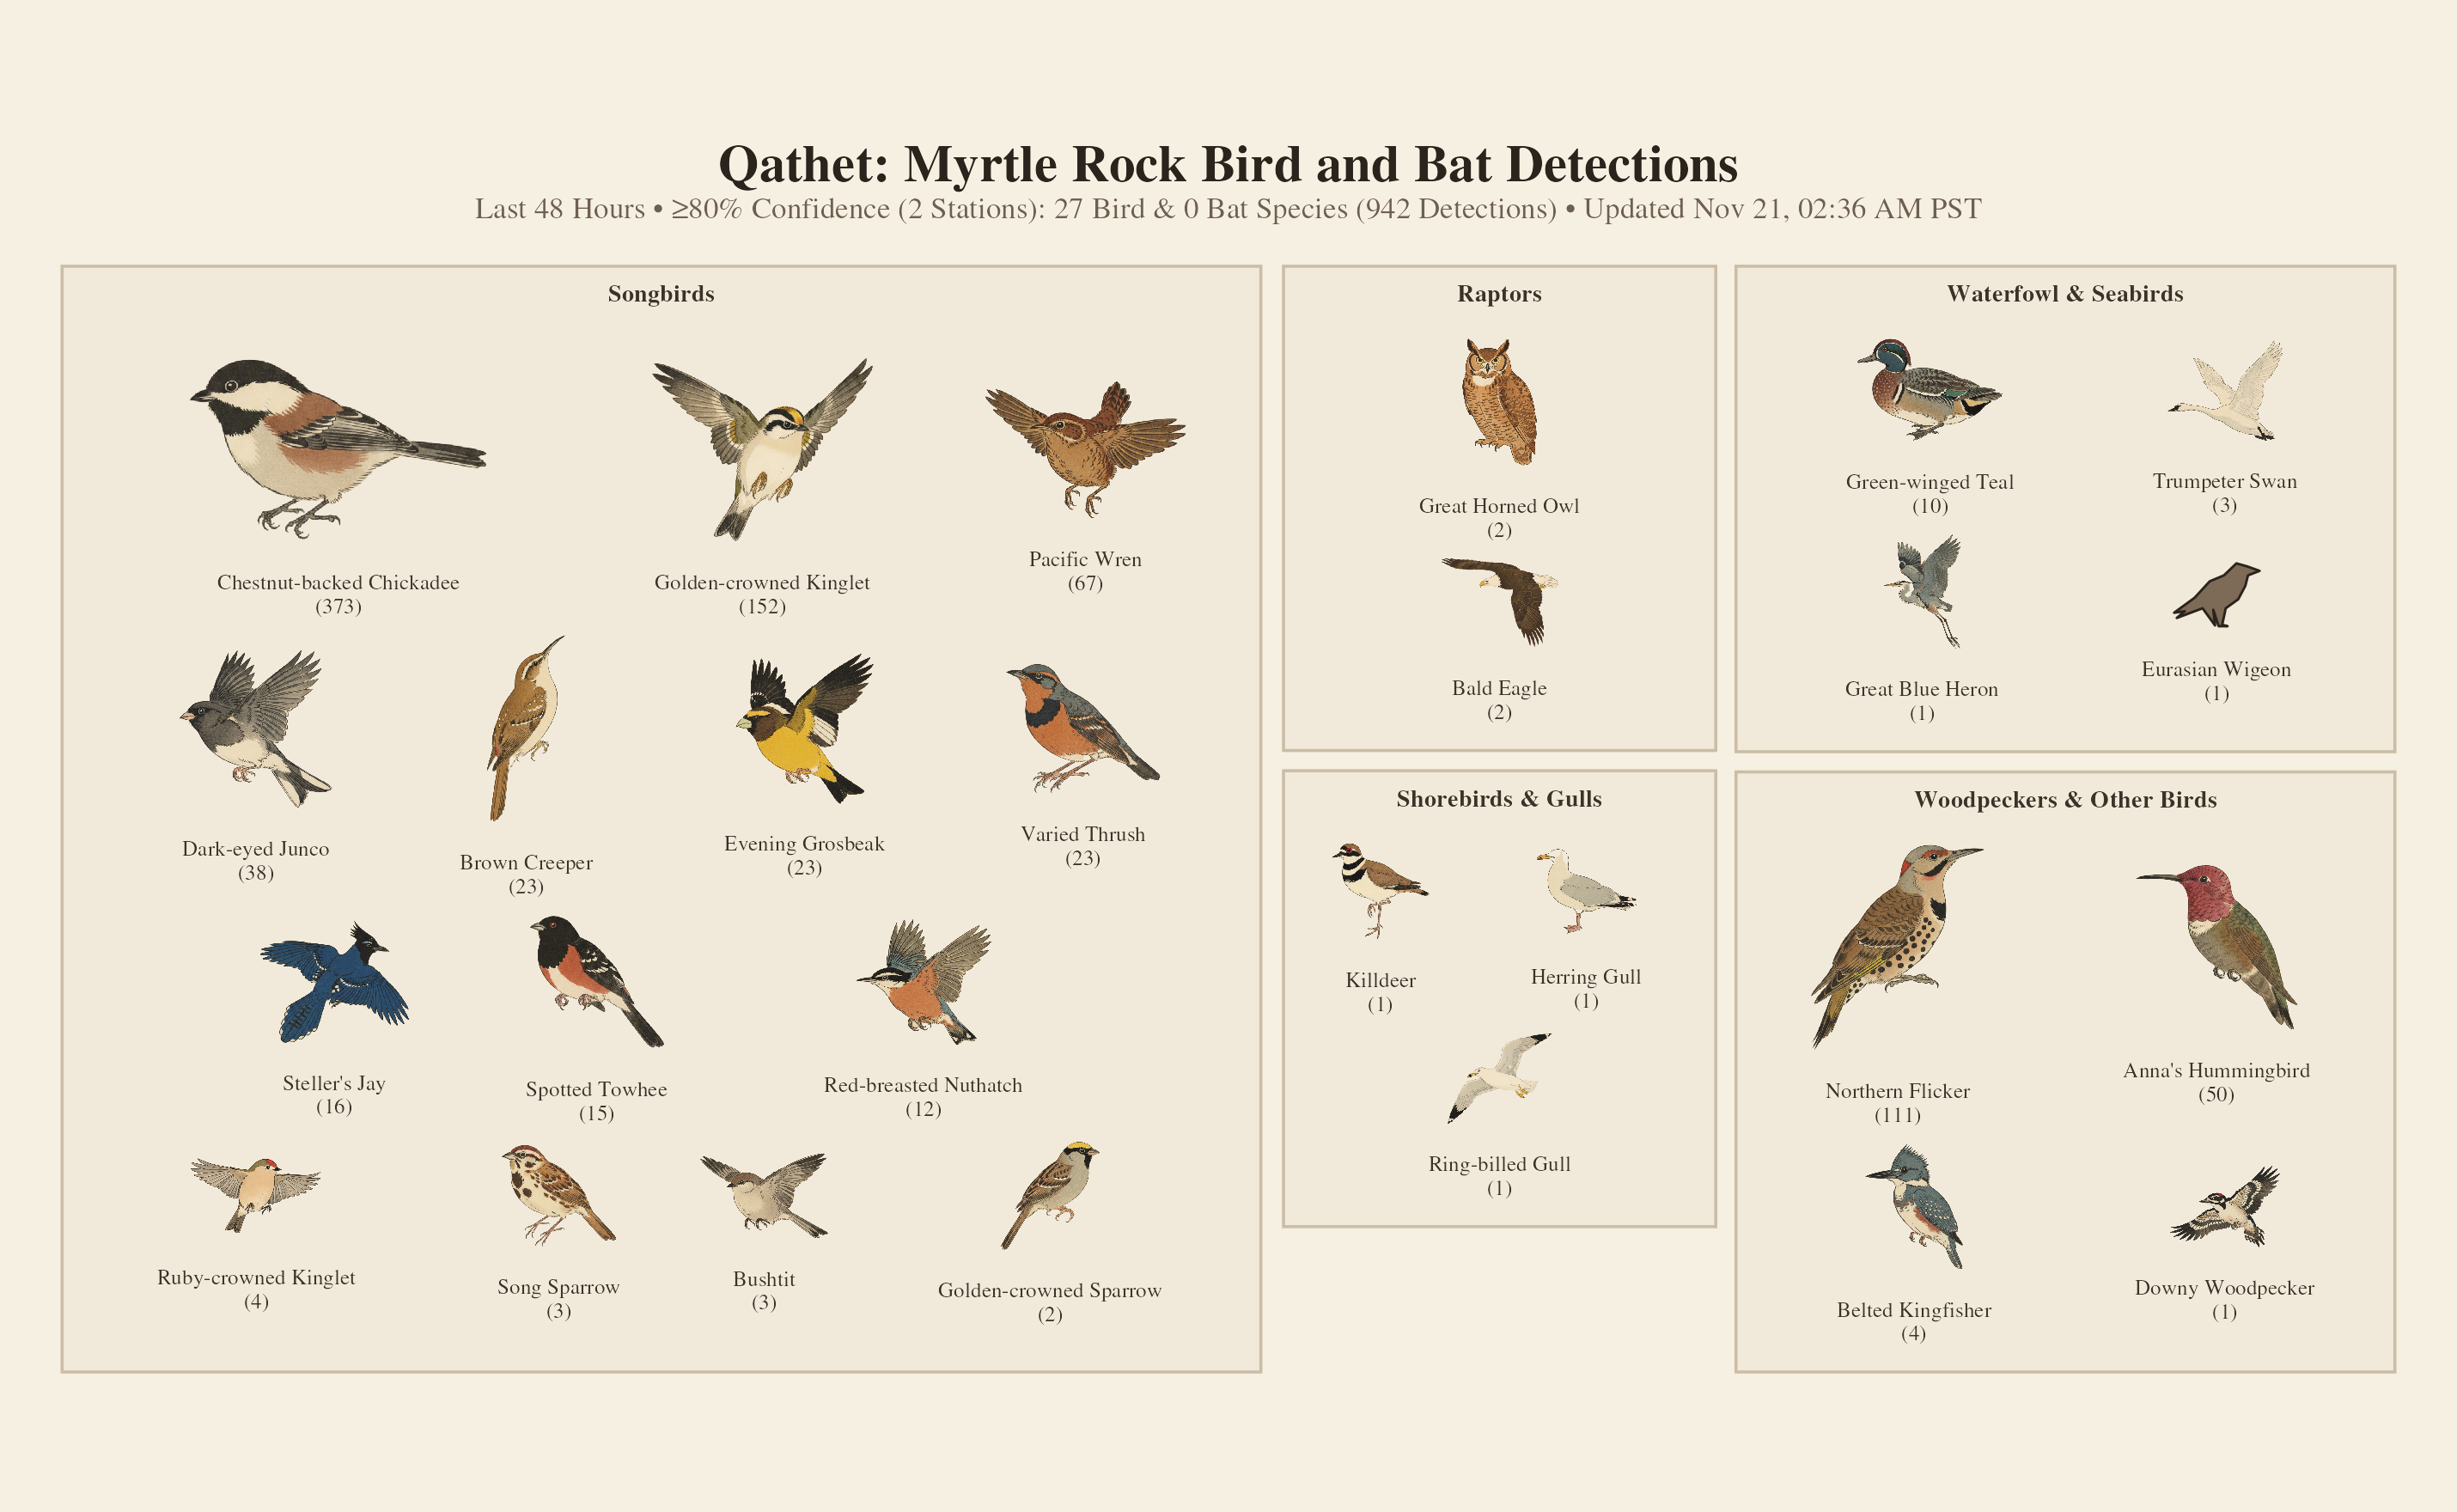 Qathet: Myrtle Rock Bird and Bat Detections
Last 48 Hours • ≥80% Confidence (2 Stations): 27 Bird & 0 Bat Species (942 Detections) • Updated Nov 21, 02:36 AM PST
Songbirds
Chestnut-backed Chickadee
(373)
Golden-crowned Kinglet
(152)
Pacific Wren
(67)
Dark-eyed Junco
(38)
Brown Creeper
(23)
Evening Grosbeak
(23)
Varied Thrush
(23)
Steller's Jay
(16)
Spotted Towhee
(15)
Red-breasted Nuthatch
(12)
Ruby-crowned Kinglet
(4)
Song Sparrow
(3)
Bushtit
(3)
Golden-crowned Sparrow
(2)
Raptors
Great Horned Owl
(2)
Bald Eagle
(2)
Waterfowl & Seabirds
Green-winged Teal
(10)
Trumpeter Swan
(3)
Great Blue Heron
(1)
Eurasian Wigeon
(1)
Shorebirds & Gulls
Killdeer
(1)
Herring Gull
(1)
Ring-billed Gull
(1)
Woodpeckers & Other Birds
Northern Flicker
(111)
Anna's Hummingbird
(50)
Belted Kingfisher
(4)
Downy Woodpecker
(1)